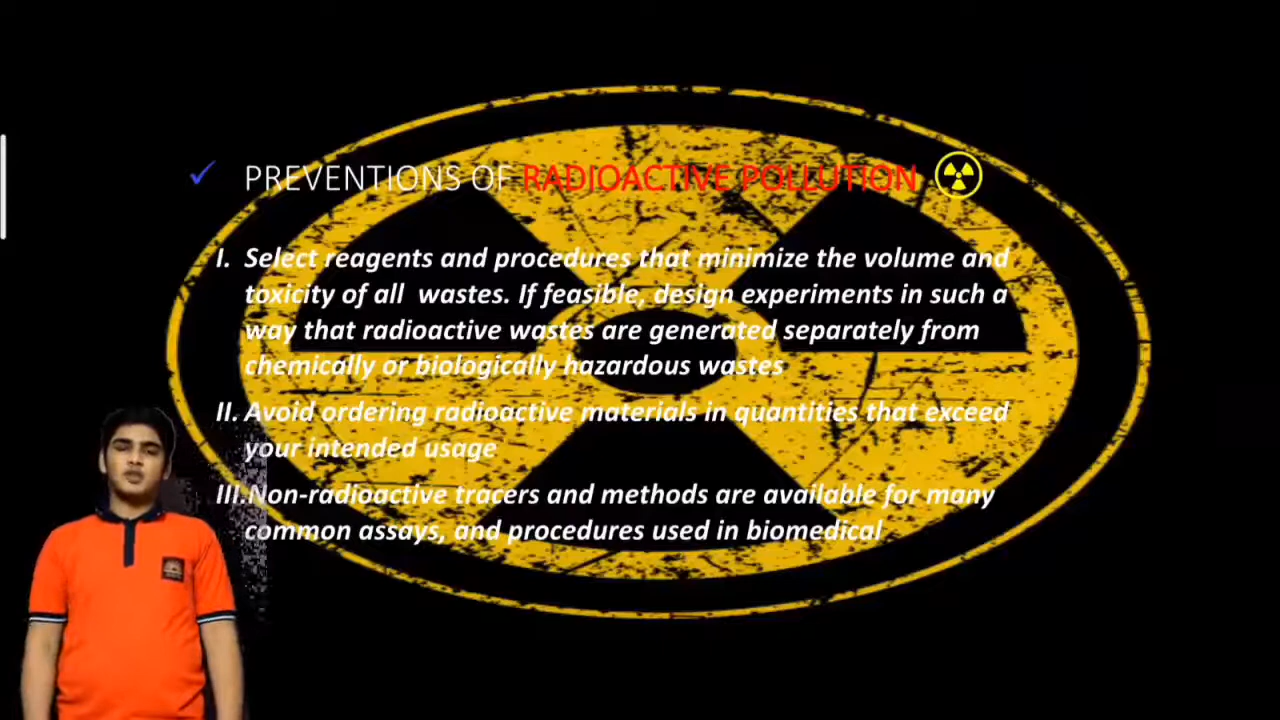 ✓ PREVENTIONS OF RADIOACTIVE POLLUTION
I. Select reagents and procedures that minimize the volume and
toxicity of all wastes. If feasible, design experiments in such a
way that radioactive wastes are generated separately from
chemically or biologically hazardous wastes
II. Avoid ordering radioactive materials in quantities that exceed
your intended usage
III.Non-radioactive tracers and methods are available for many
common assays, and procedures used in biomedical